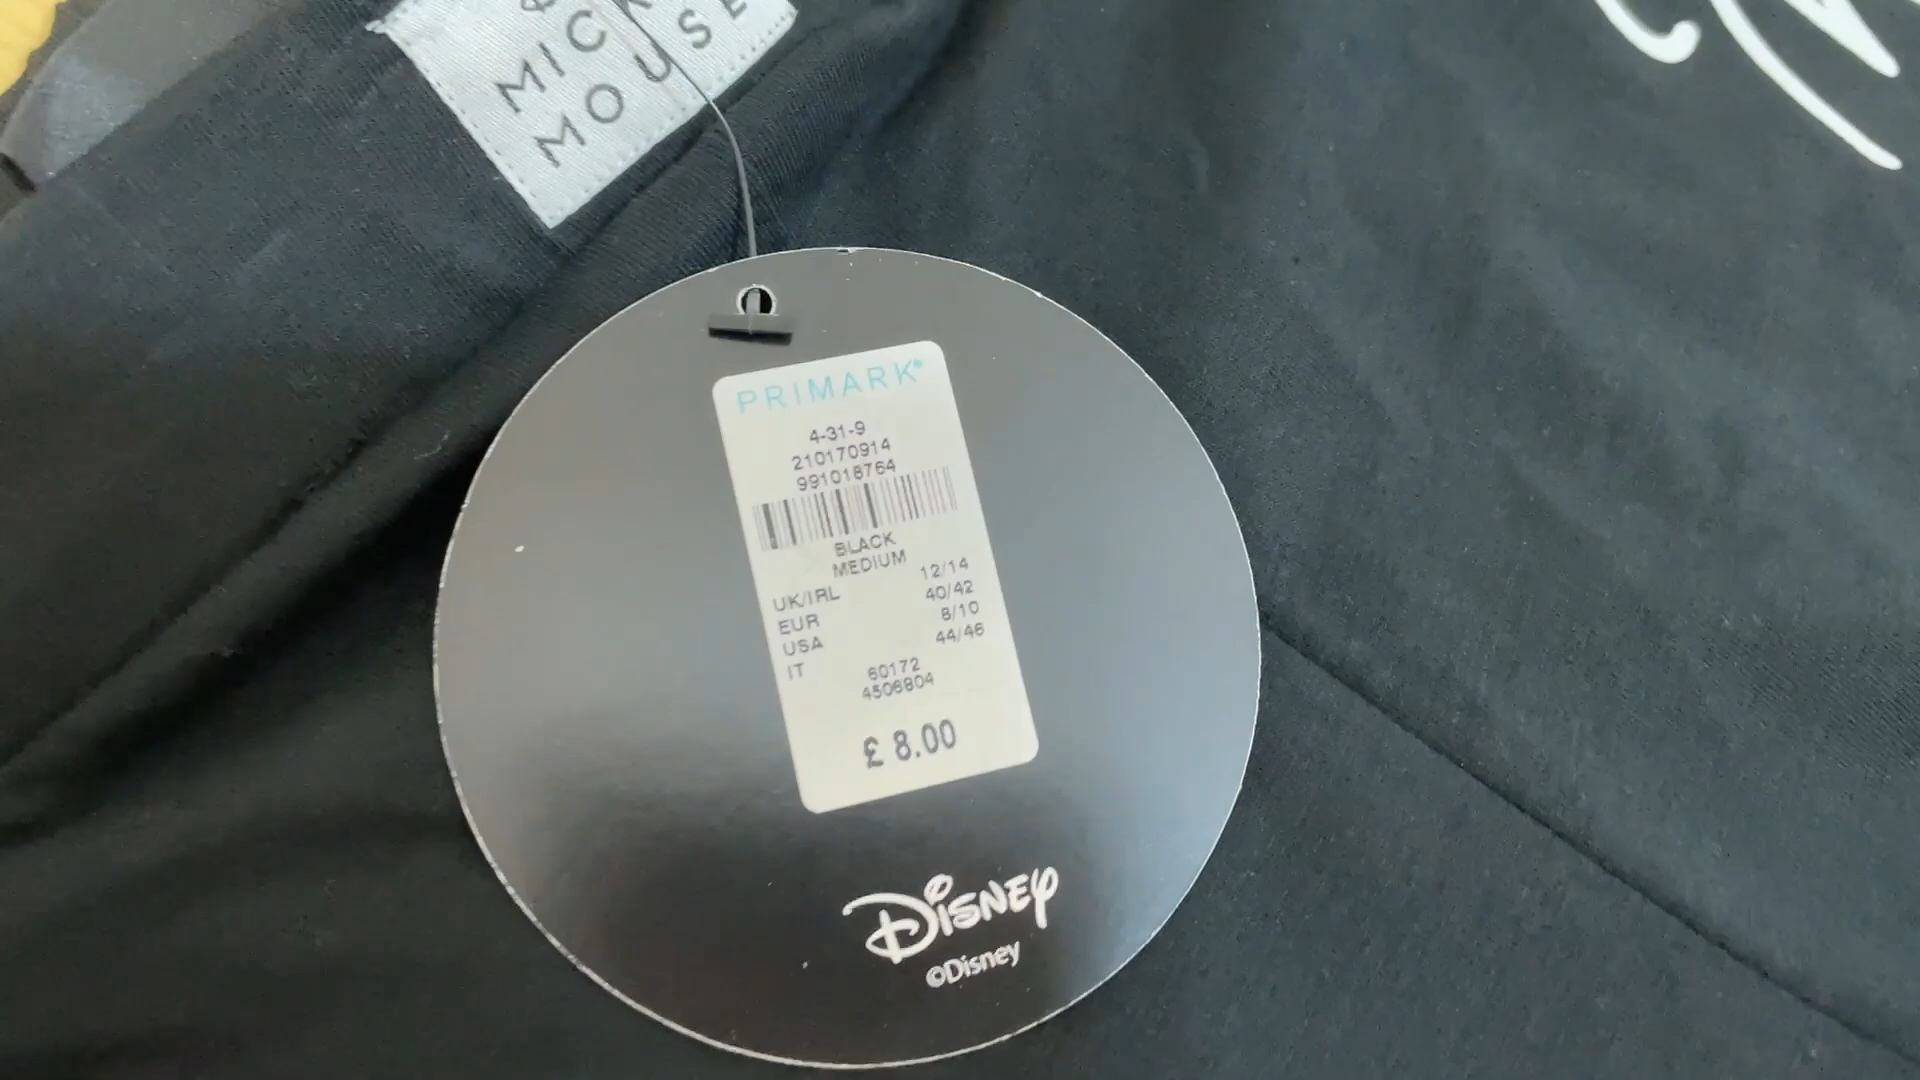 MICK
MOUSE
PRIMARK
4-31-9
210170914
991018764
BLACK
MEDIUM
UK/IRL 12/14
EUR 40/42
USA 8/10
IT 44/46
60172
4506804
£ 8.00
DISNEY
©Disney